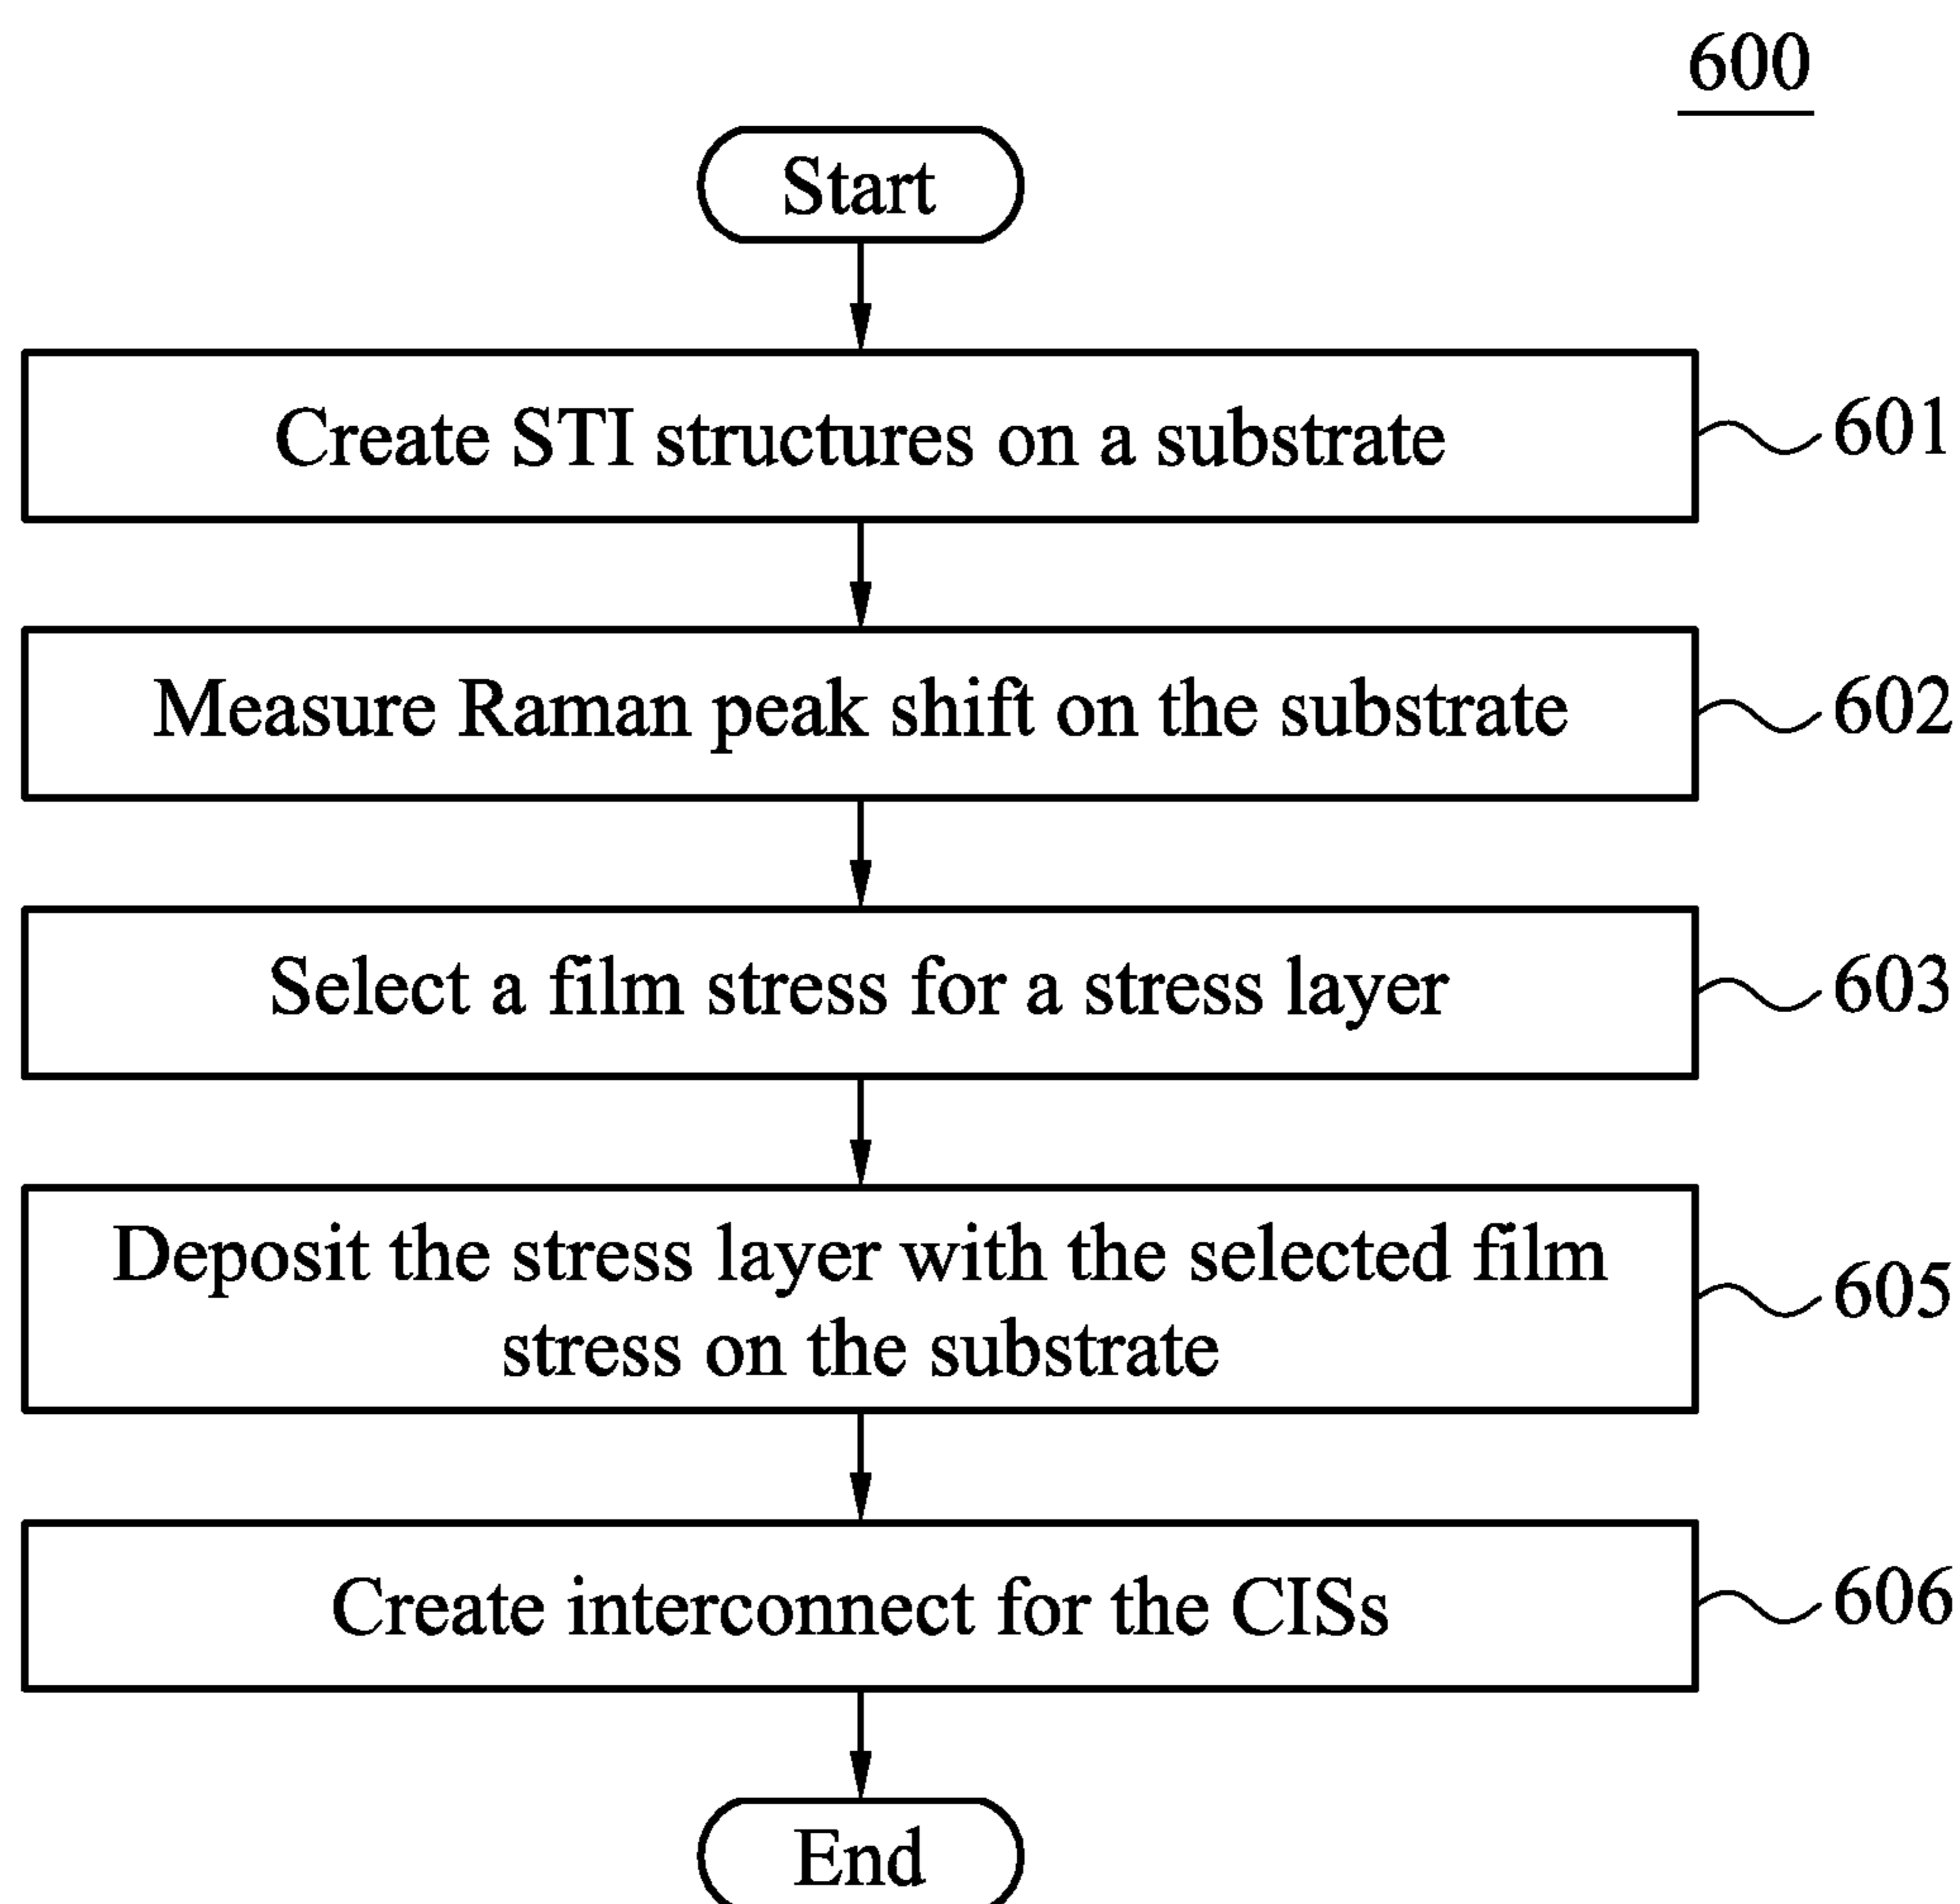 600
Start
Create STI structures on a substrate
601
Measure Raman peak shift on the substrate
602
Select a film stress for a stress layer
603
Deposit the stress layer with the selected film
stress on the substrate
605
Create interconnect for the CISs
606
End